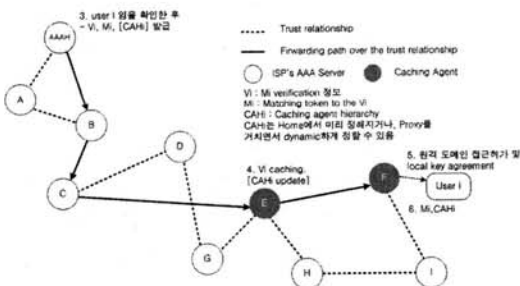 3. user i 임을 확인한 후
- Vi, Mi, [CAHi] 발급
AAAH
A
B
C
D
G
E
F
H
I
Trust relationship
Firwarding path over the trust relationship
ISP's AAA Server
Caching Agent
Vi : Mi verification 정보
Mi : Matching token to the Vi
CAHi : Caching agent hierarchy
CAHi는 Home에서 미리 정해지거나, Proxy를
거치면서 dynamic하게 정할 수 있음
4. Vi caching.
[CAHi update]
5. 원격 도메인 접근허가 및
local key agreement
User i
6. Mi,CAHi